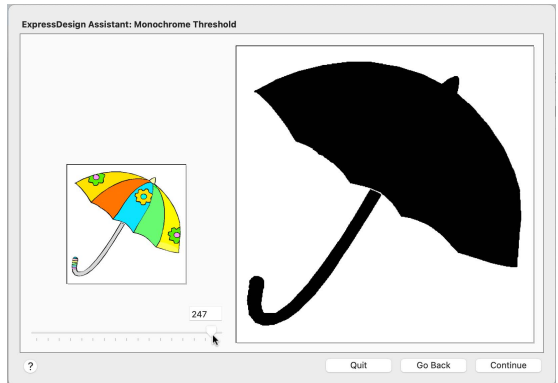 ExpressDesign Assistant: Monochrome Threshold
247
?
Quit
Go Back
Continue